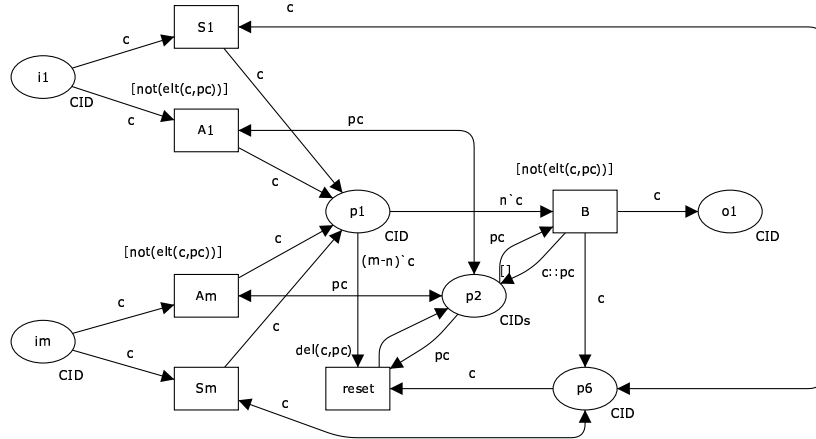 c
S1
c
c
i1
CID
[not(elt(c,pc))]
c
A1
pc
c
[not(elt(c,pc))]
n`c
B
c
o1
p1
CID
CID
[not(elt(c,pc))]
c
pc
(m-n)`c
[]
c::pc
c
Am
pc
p2
CIDs
c
c
im
CID
c
c
del(c,pc)
pc
Sm
reset
c
p6
CID
c